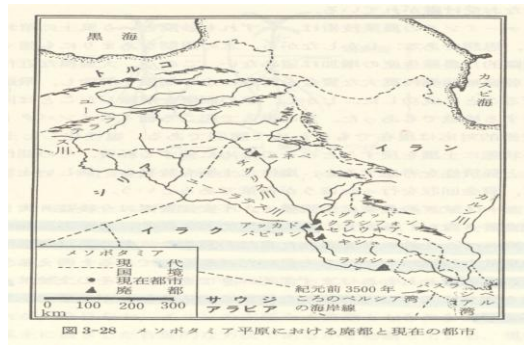 黒海
カスピ海
トルコ
イラン
シリア
チグリス川
ユーフラテス川
ニネベ
カルン川
バグダッド
クテシフォン
セレウキア
アッカド
バビロン
キシュ
ラガシュ
イラク
バスラ
ペルシア湾
メソポタミア
現代
国境
現在都市
廃都
0 100 200 300
km
サウジ
アラビア
紀元前3500年
ころのペルシア湾
の海岸線
図3-28 メソポタミア平原における廃都と現在の都市